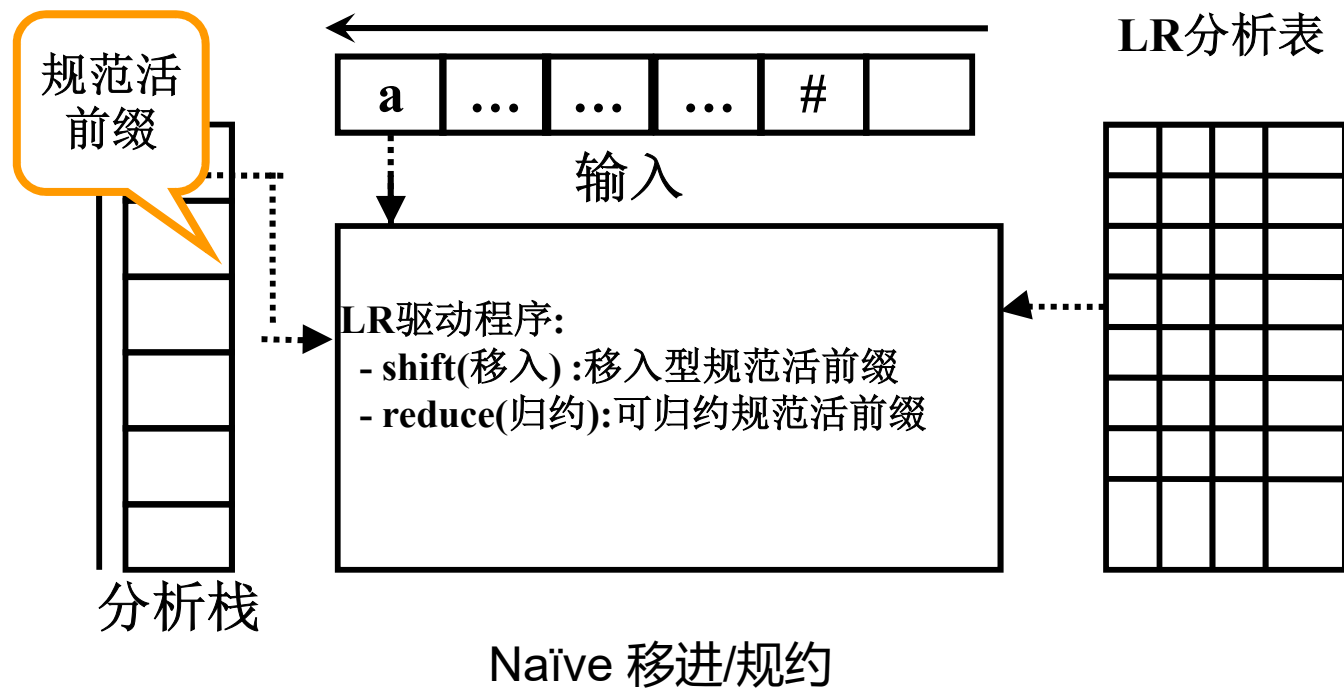 规范活
前缀
LR分析表
a … … … #
输入
LR驱动程序:
- shift(移入) :移入型规范活前缀
- reduce(归约):可归约规范活前缀
分析栈
Naïve 移进/规约